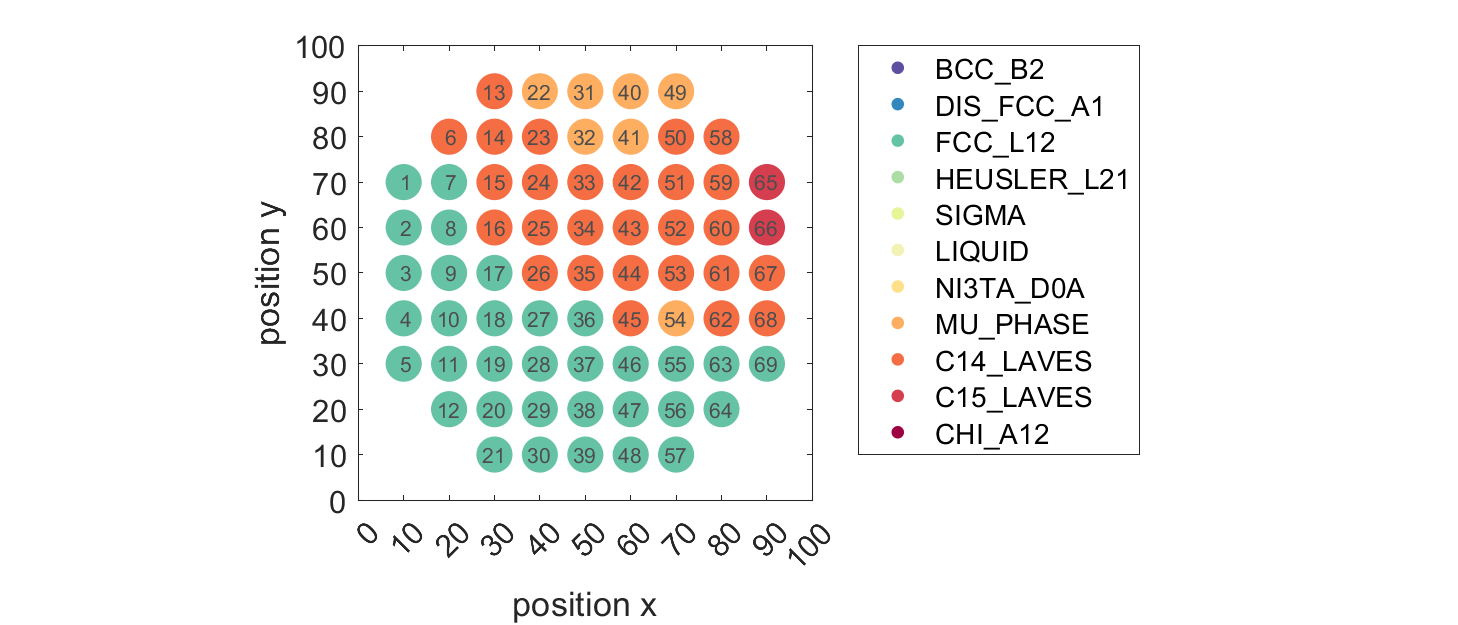 100
90
80
70
60
50
40
30
20
10
0
position y
13 22 31 40 49
6 14 23 32 41 50 58
1 7 15 24 33 42 51 59 65
2 8 16 25 34 43 52 60 66
3 9 17 26 35 44 53 61 67
4 10 18 27 36 45 54 62 68
5 11 19 28 37 46 55 63 69
12 20 29 38 47 56 64
21 30 39 48 57
0 10 20 30 40 50 60 70 80 90 100
position x
BCC_B2
DIS_FCC_A1
FCC_L12
HEUSLER_L21
SIGMA
LIQUID
NI3TA_D0A
MU_PHASE
C14_LAVES
C15_LAVES
CHI_A12